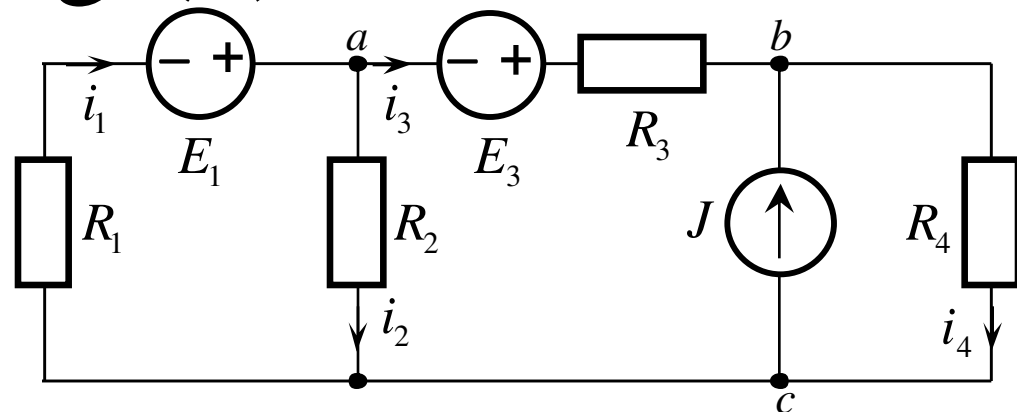 a b
− + − +
i₁ i₃ R₃
E₁ E₃
R₁ R₂ J R₄
i₂ i₄
c